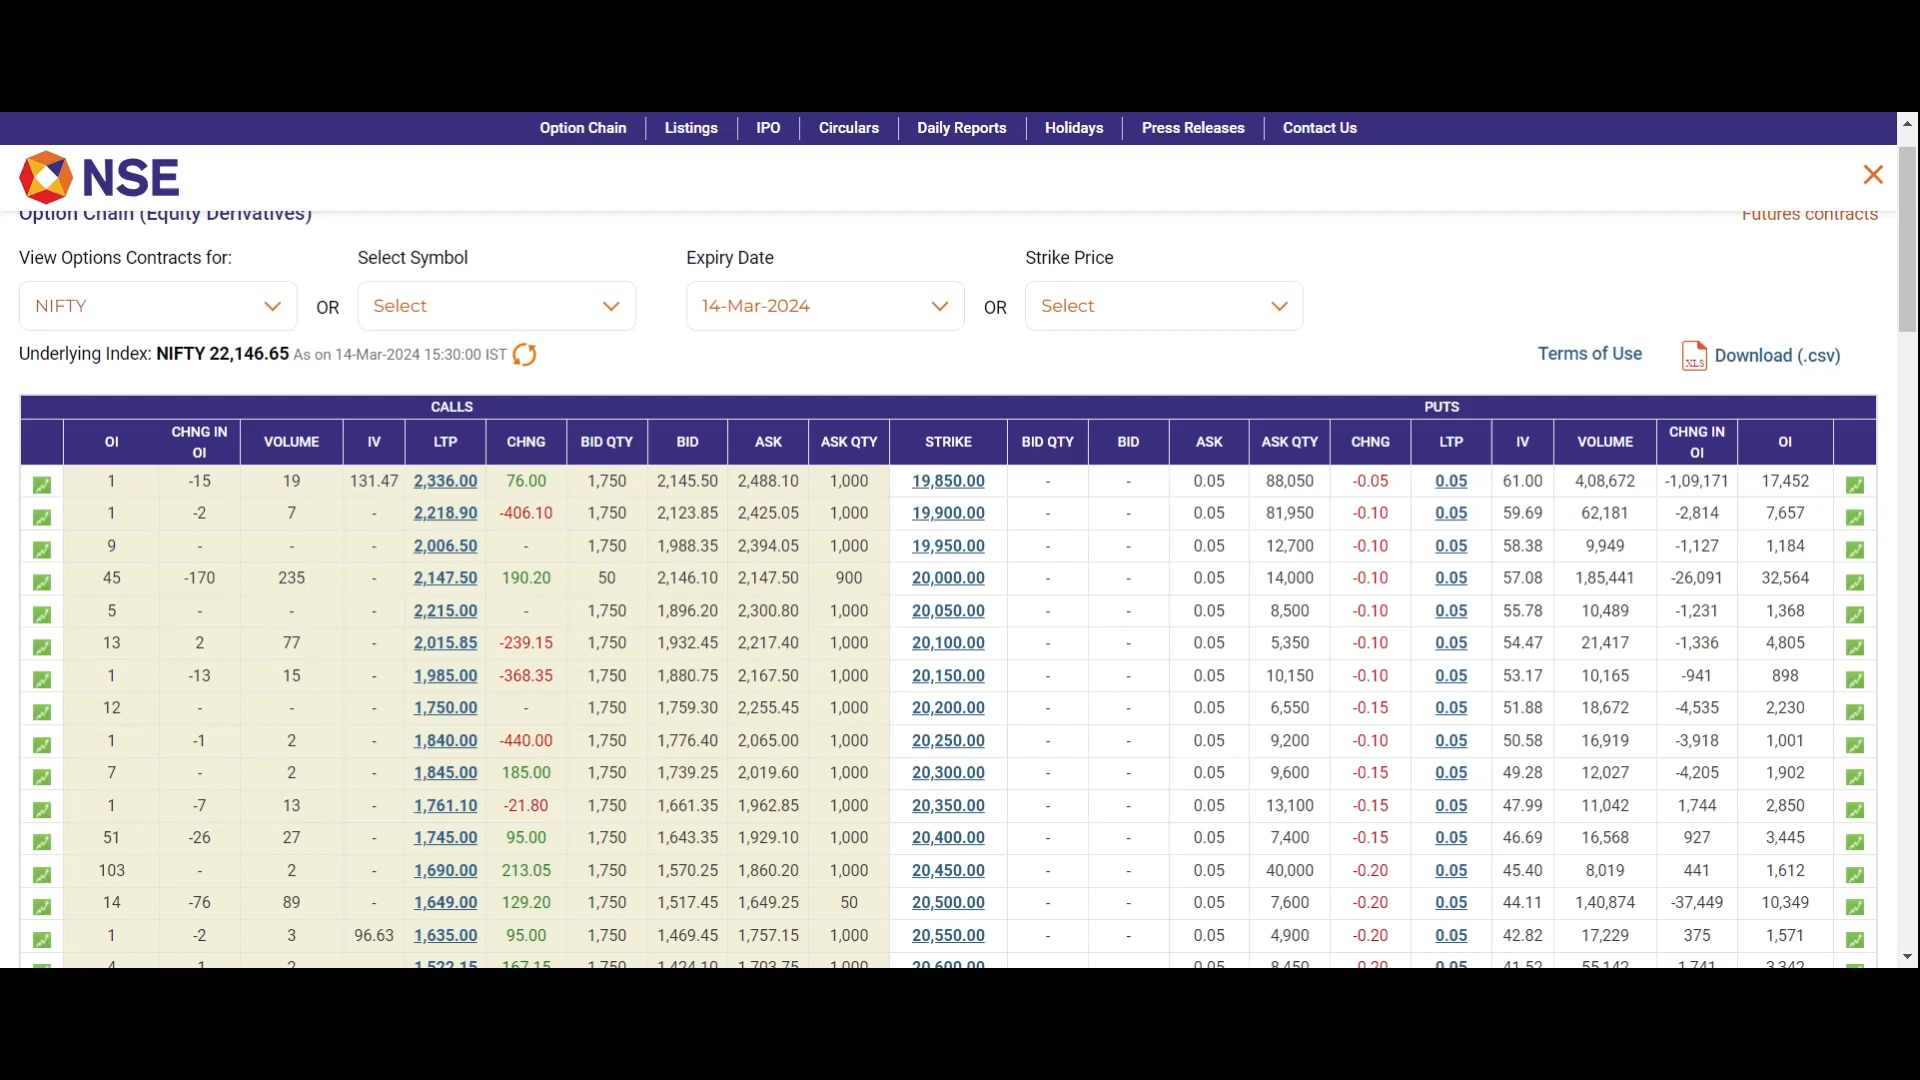 Option Chain Listings IPO Circulars Daily Reports Holidays Press Releases Contact Us
NSE
Option Chain (Equity Derivatives) Futures contracts
View Options Contracts for: Select Symbol Expiry Date Strike Price
NIFTY OR Select 14-Mar-2024 OR Select
Underlying Index: NIFTY 22,146.65 As on 14-Mar-2024 15:30:00 IST Terms of Use XLS Download (.csv)
CALLS PUTS
OI CHNG IN OI VOLUME IV LTP CHNG BID QTY BID ASK ASK QTY STRIKE BID QTY BID ASK ASK QTY CHNG LTP IV VOLUME CHNG IN OI OI
1 -15 19 131.47 2,336.00 76.00 1,750 2,145.50 2,488.10 1,000 19,850.00 - - 0.05 88,050 -0.05 0.05 61.00 4,08,672 -1,09,171 17,452
1 -2 7 - 2,218.90 -406.10 1,750 2,123.85 2,425.05 1,000 19,900.00 - - 0.05 81,950 -0.10 0.05 59.69 62,181 -2,814 7,657
9 - - - 2,006.50 - 1,750 1,988.35 2,394.05 1,000 19,950.00 - - 0.05 12,700 -0.10 0.05 58.38 9,949 -1,127 1,184
45 -170 235 - 2,147.50 190.20 50 2,146.10 2,147.50 900 20,000.00 - - 0.05 14,000 -0.10 0.05 57.08 1,85,441 -26,091 32,564
5 - - - 2,215.00 - 1,750 1,896.20 2,300.80 1,000 20,050.00 - - 0.05 8,500 -0.10 0.05 55.78 10,489 -1,231 1,368
13 2 77 - 2,015.85 -239.15 1,750 1,932.45 2,217.40 1,000 20,100.00 - - 0.05 5,350 -0.10 0.05 54.47 21,417 -1,336 4,805
1 -13 15 - 1,985.00 -368.35 1,750 1,880.75 2,167.50 1,000 20,150.00 - - 0.05 10,150 -0.10 0.05 53.17 10,165 -941 898
12 - - - 1,750.00 - 1,750 1,759.30 2,255.45 1,000 20,200.00 - - 0.05 6,550 -0.15 0.05 51.88 18,672 -4,535 2,230
1 -1 2 - 1,840.00 -440.00 1,750 1,776.40 2,065.00 1,000 20,250.00 - - 0.05 9,200 -0.10 0.05 50.58 16,919 -3,918 1,001
7 - 2 - 1,845.00 185.00 1,750 1,739.25 2,019.60 1,000 20,300.00 - - 0.05 9,600 -0.15 0.05 49.28 12,027 -4,205 1,902
1 -7 13 - 1,761.10 -21.80 1,750 1,661.35 1,962.85 1,000 20,350.00 - - 0.05 13,100 -0.15 0.05 47.99 11,042 1,744 2,850
51 -26 27 - 1,745.00 95.00 1,750 1,643.35 1,929.10 1,000 20,400.00 - - 0.05 7,400 -0.15 0.05 46.69 16,568 927 3,445
103 - 2 - 1,690.00 213.05 1,750 1,570.25 1,860.20 1,000 20,450.00 - - 0.05 40,000 -0.20 0.05 45.40 8,019 441 1,612
14 -76 89 - 1,649.00 129.20 1,750 1,517.45 1,649.25 50 20,500.00 - - 0.05 7,600 -0.20 0.05 44.11 1,40,874 -37,449 10,349
1 -2 3 96.63 1,635.00 95.00 1,750 1,469.45 1,757.15 1,000 20,550.00 - - 0.05 4,900 -0.20 0.05 42.82 17,229 375 1,571